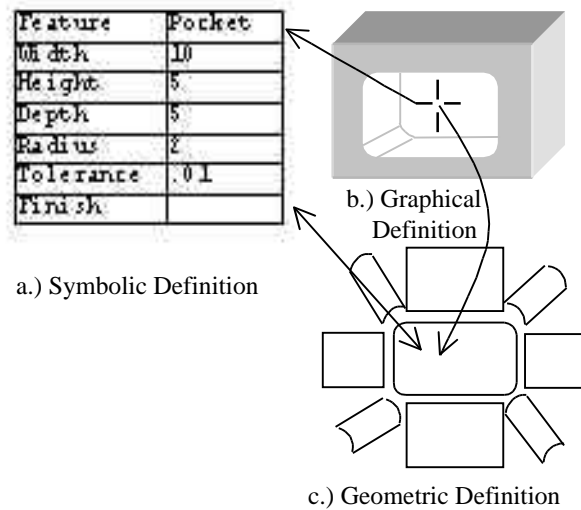 Feature Pocket
Width 10
Height 5
Depth 5
Radius 2
Tolerance .01
Finish
a.) Symbolic Definition
b.) Graphical
Definition
c.) Geometric Definition